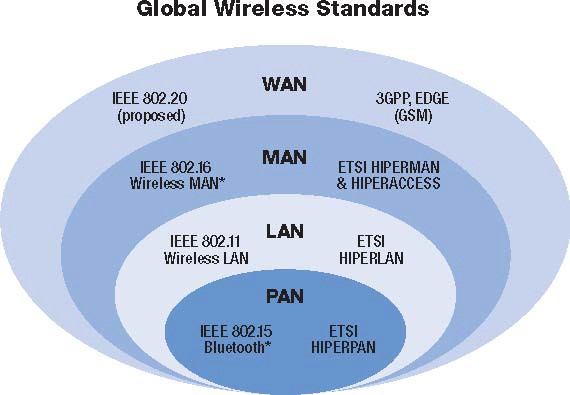 Global Wireless Standards
WAN
IEEE 802.20
(proposed)
3GPP, EDGE
(GSM)
MAN
IEEE 802.16
Wireless MAN*
ETSI HIPERMAN
& HIPERACCESS
LAN
IEEE 802.11
Wireless LAN
ETSI
HIPERLAN
PAN
IEEE 802.15
Bluetooth*
ETSI
HIPERPAN